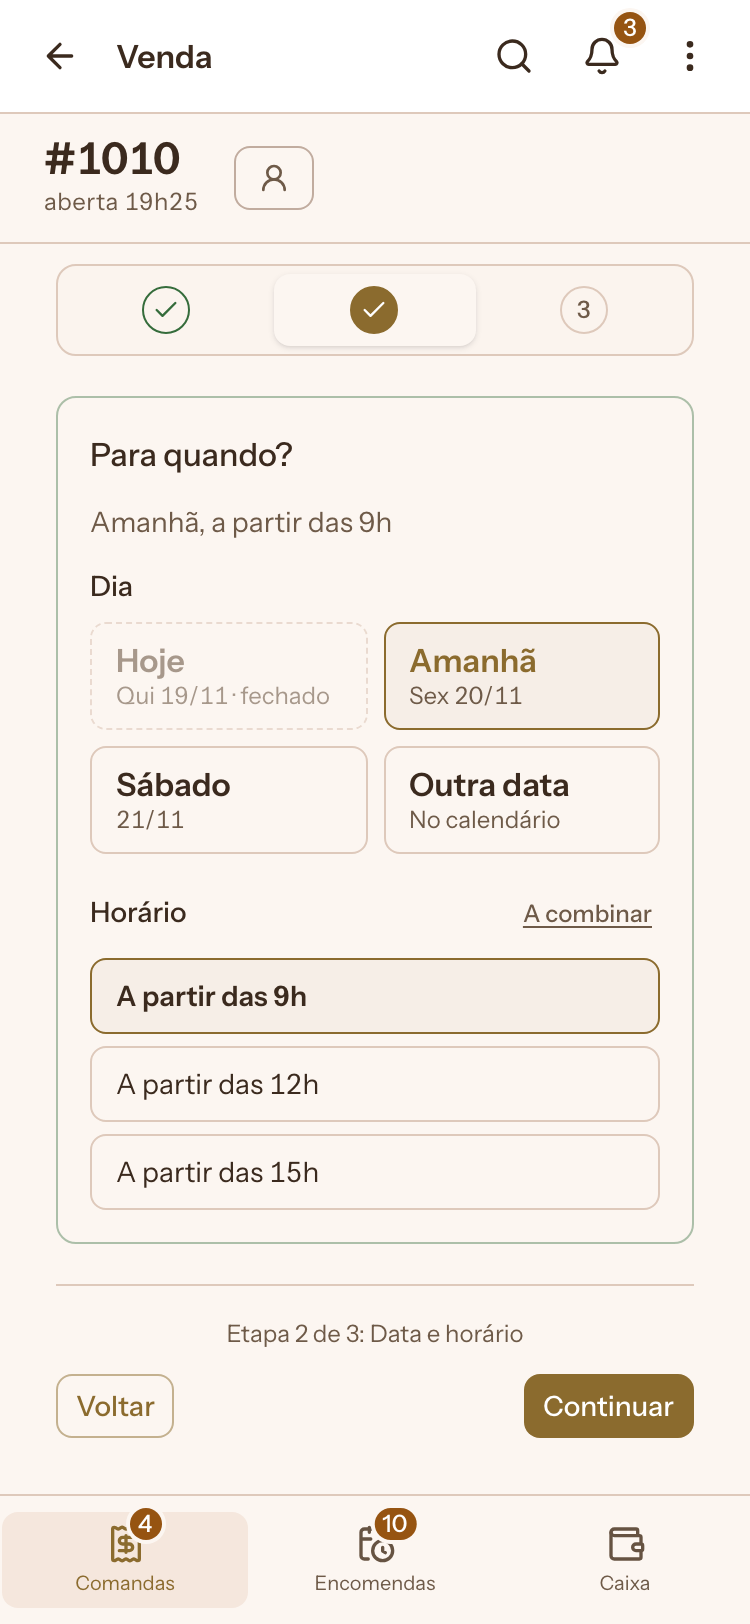 Venda
3
#1010
aberta 19h25
3
Para quando?
Amanhã, a partir das 9h
Dia
Hoje
Qui 19/11 · fechado
Amanhã
Sex 20/11
Sábado
21/11
Outra data
No calendário
Horário
A combinar
A partir das 9h
A partir das 12h
A partir das 15h
Etapa 2 de 3: Data e horário
Voltar
Continuar
4
Comandas
10
Encomendas
Caixa